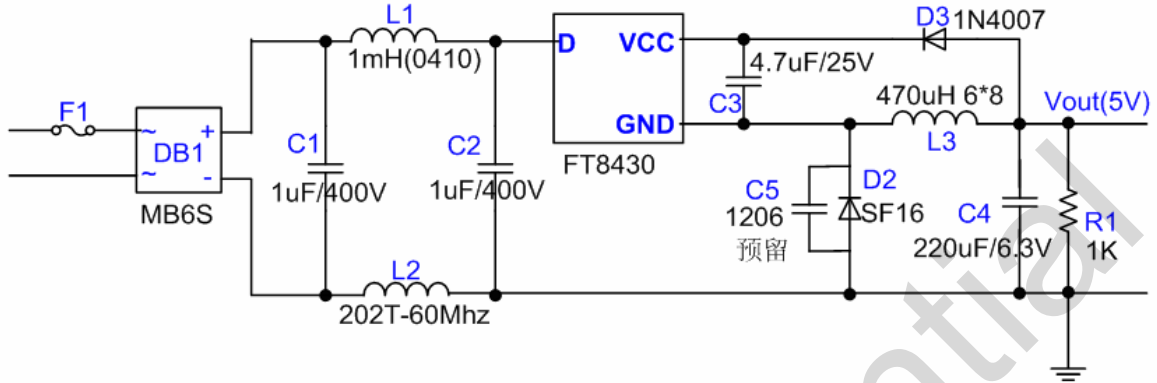 L1
D3 1N4007
1mH(0410)
D
VCC
4.7uF/25V
C3
470uH 6*8
Vout(5V)
F1
~
+
DB1
~
-
MB6S
C1
1uF/400V
C2
1uF/400V
GND
FT8430
L3
C5
1206
预留
D2
SF16
C4
220uF/6.3V
R1
1K
L2
202T-60Mhz